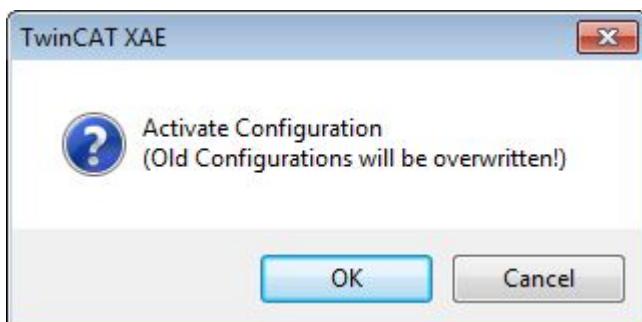 TwinCAT XAE
Activate Configuration
(Old Configurations will be overwritten!)
OK
Cancel